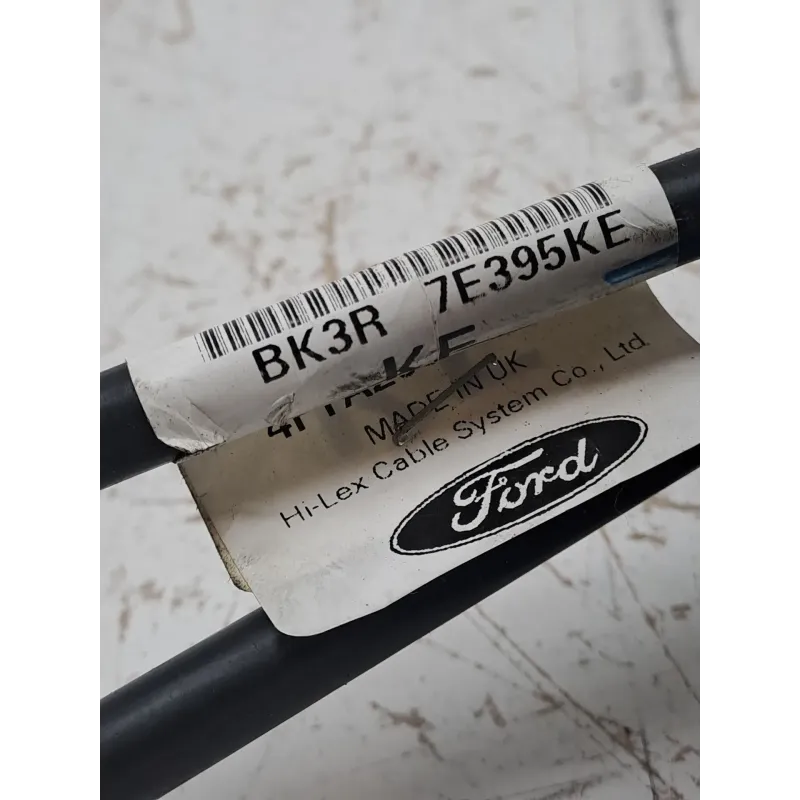 BK3R 7E395KE
MADE IN UK
Hi-Lex Cable System Co., Ltd
Ford